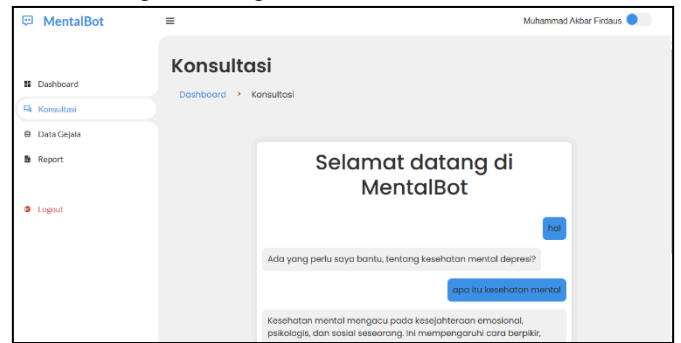 MentalBot
Muhammad Akbar Firdaus
Konsultasi
Dashboard > Konsultasi
Dashboard
Konsultasi
Data Gejala
Report
Logout
Selamat datang di
MentalBot
hai
Ada yang perlu saya bantu, tentang kesehatan mental depresi?
apa itu kesehatan mental
Kesehatan mental mengacu pada kesejahteraan emosional,
psikologis, dan sosial seseorang. Ini mempengaruhi cara berpikir,